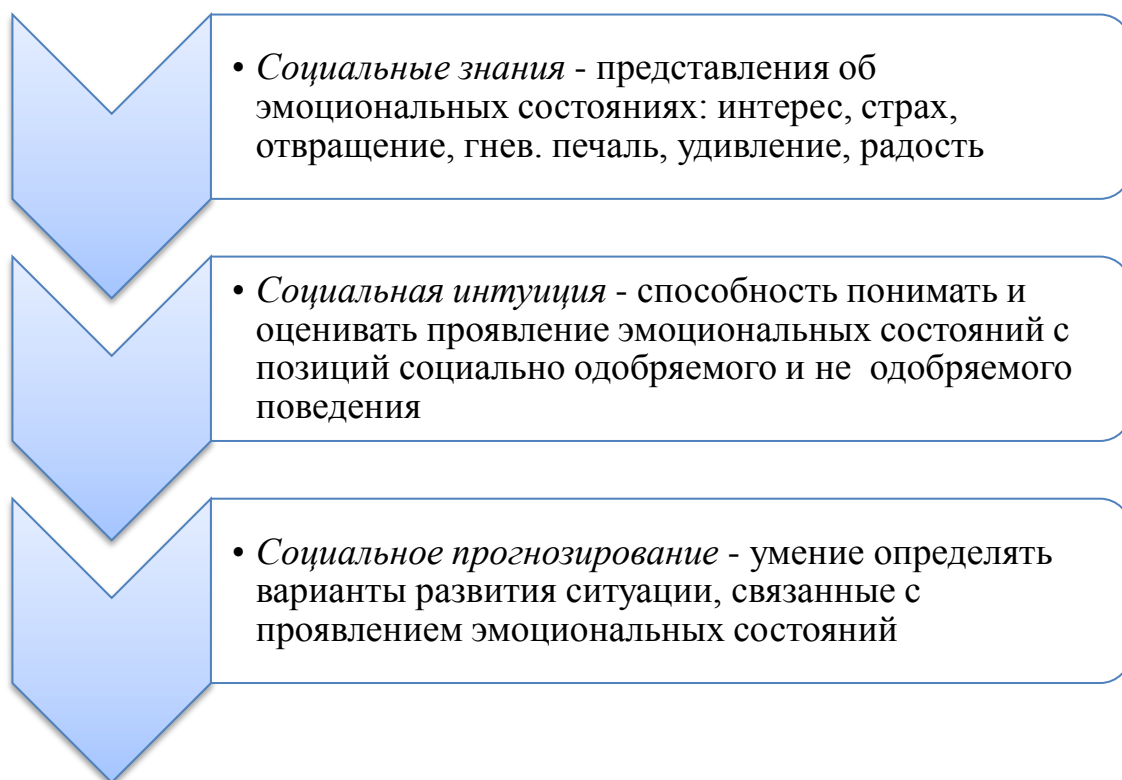 • Социальные знания - представления об
эмоциональных состояниях: интерес, страх,
отвращение, гнев. печаль, удивление, радость
• Социальная интуиция - способность понимать и
оценивать проявление эмоциональных состояний с
позиций социально одобряемого и не  одобряемого
поведения
• Социальное прогнозирование - умение определять
варианты развития ситуации, связанные с
проявлением эмоциональных состояний